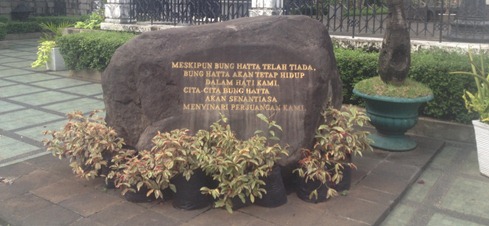 MESKIPUN BUNG HATTA TELAH TIADA,
BUNG HATTA AKAN TETAP HIDUP
DALAM HATI KAMI.
CITA-CITA BUNG HATTA
AKAN SENANTIASA
MENYINARI PERJUANGAN KAMI.